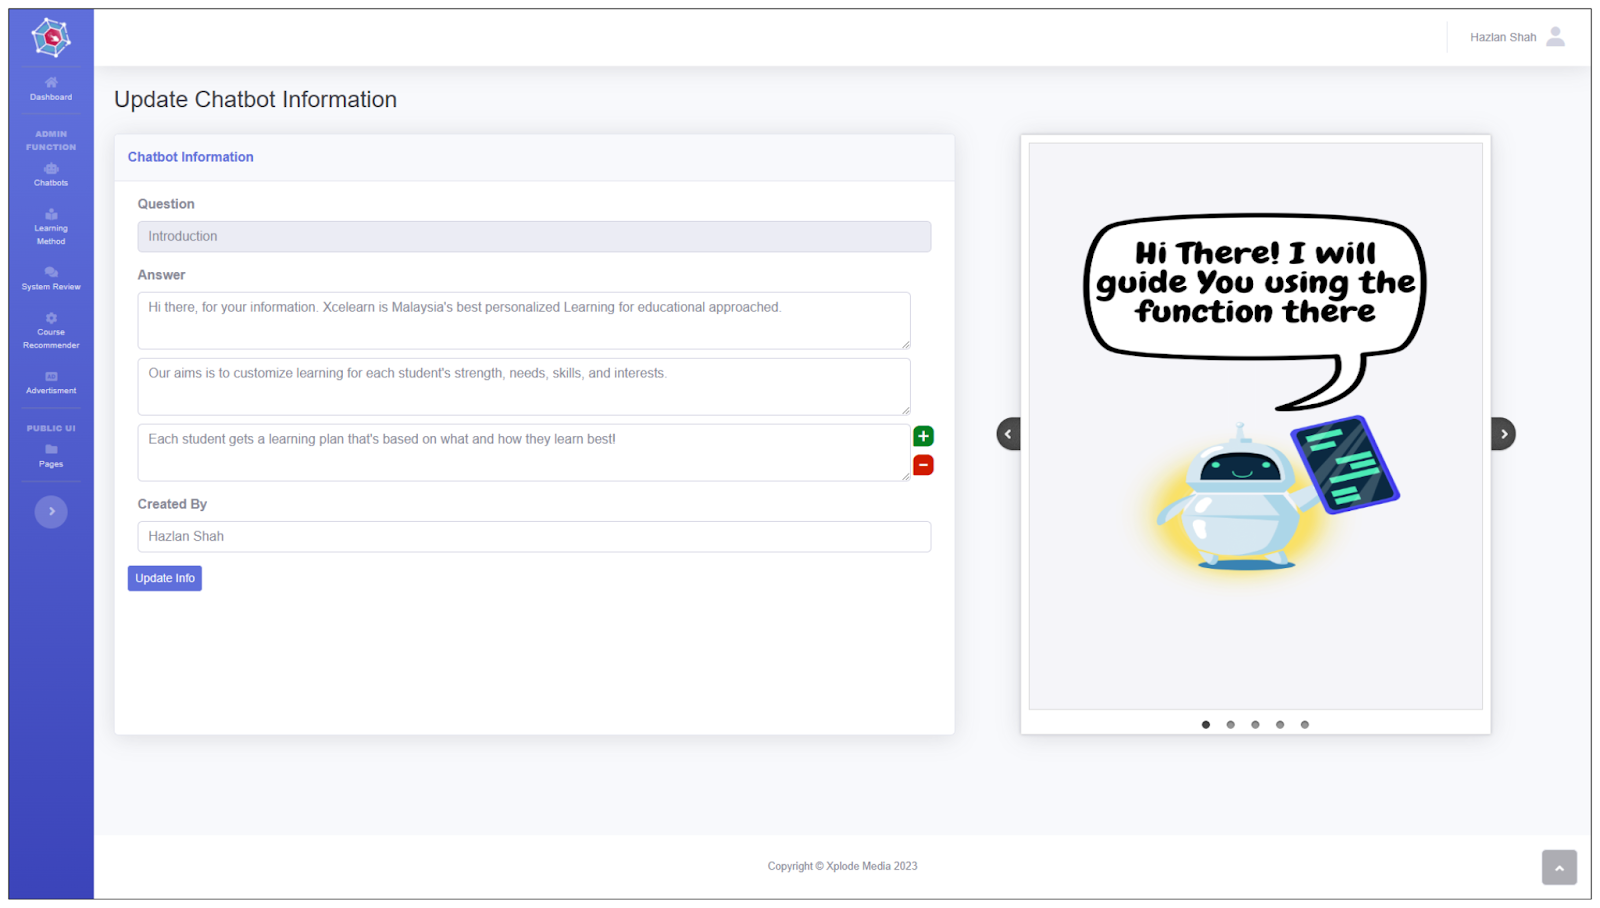 Hazlan Shah
Dashboard
ADMIN
FUNCTION
Chatbots
Learning
Method
System Review
Course
Recommender
Advertisment
PUBLIC UI
Pages
Update Chatbot Information
Chatbot Information
Question
Introduction
Answer
Hi there, for your information. Xcelearn is Malaysia's best personalized Learning for educational approached.
Our aims is to customize learning for each student's strength, needs, skills, and interests.
Each student gets a learning plan that's based on what and how they learn best!
Created By
Hazlan Shah
Update Info
Hi There! I will
guide You using the
function there
Copyright © Xplode Media 2023